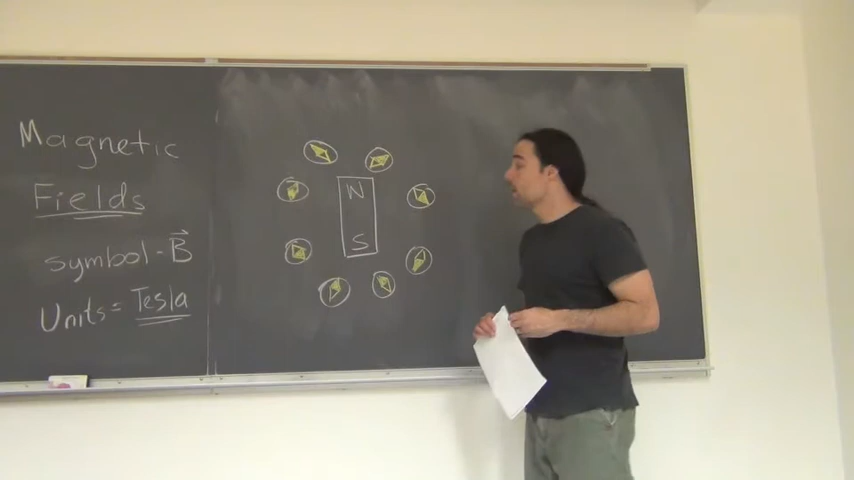 Magnetic
Fields
symbol - B⃗
Units = Tesla
N
S